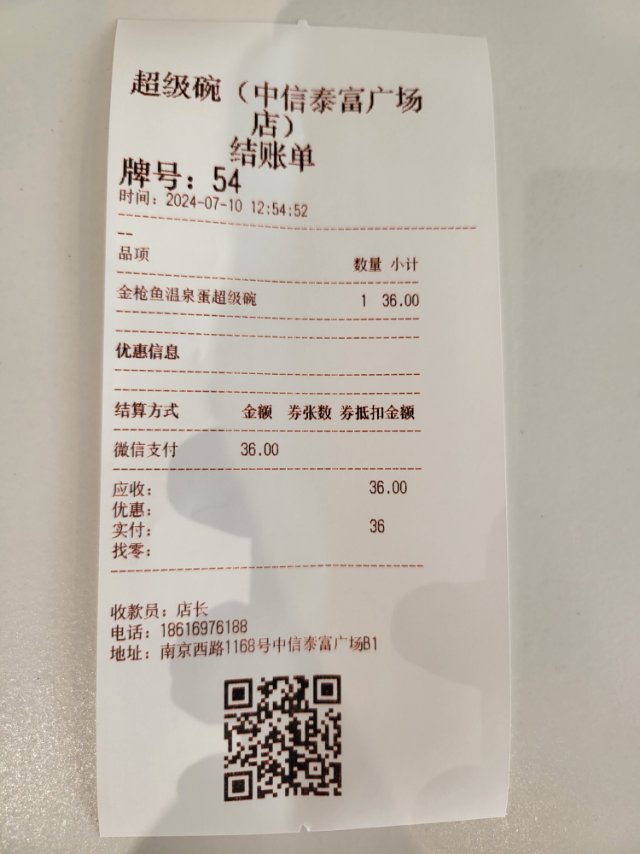 超级碗（中信泰富广场
店）
结账单
牌号：54
时间：2024-07-10 12:54:52
品项 数量 小计
金枪鱼温泉蛋超级碗 1 36.00
优惠信息
结算方式 金额 券张数 券抵扣金额
微信支付 36.00
应收： 36.00
优惠：
实付： 36
找零：
收款员：店长
电话：18616976188
地址：南京西路1168号中信泰富广场B1